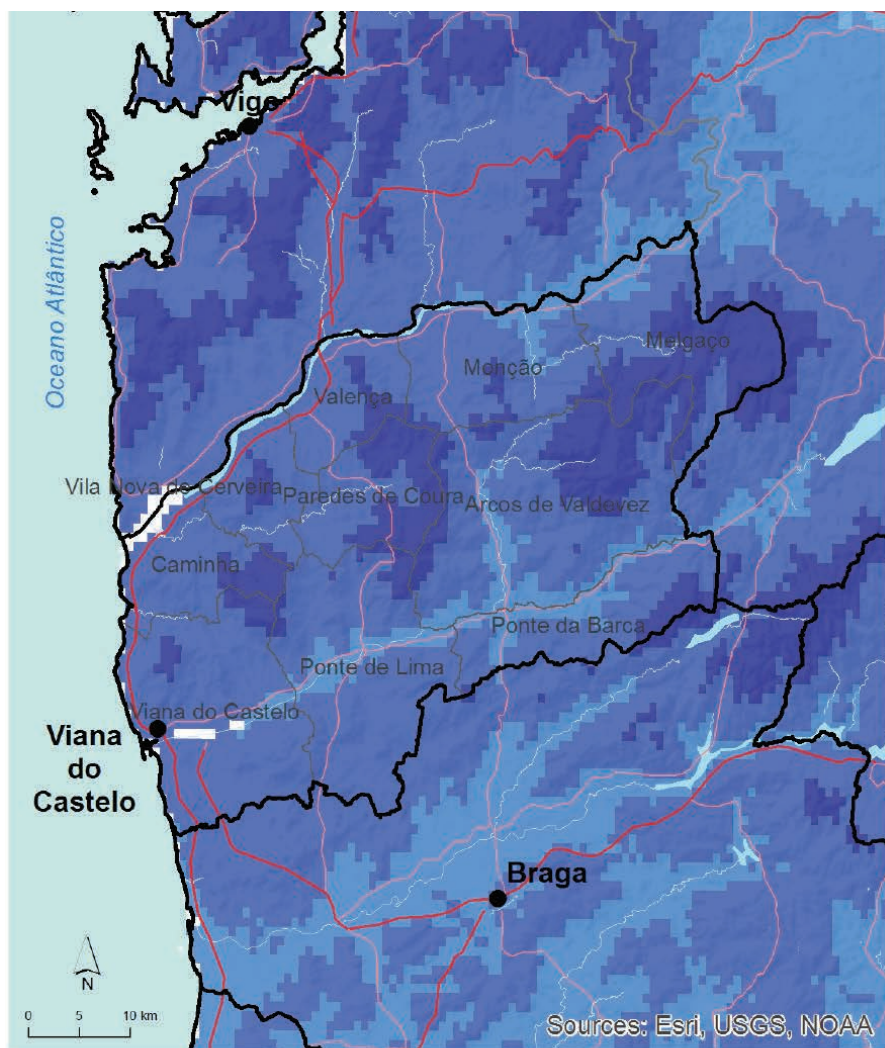 Vigo
Oceano Atlântico
Melgaço
Monção
Valença
Vila Nova de Cerveira
Paredes de Coura
Arcos de Valdevez
Caminha
Ponte da Barca
Ponte de Lima
Viana do Castelo
Viana
do
Castelo
Braga
N
0 5 10 km
Sources: Esri, USGS, NOAA